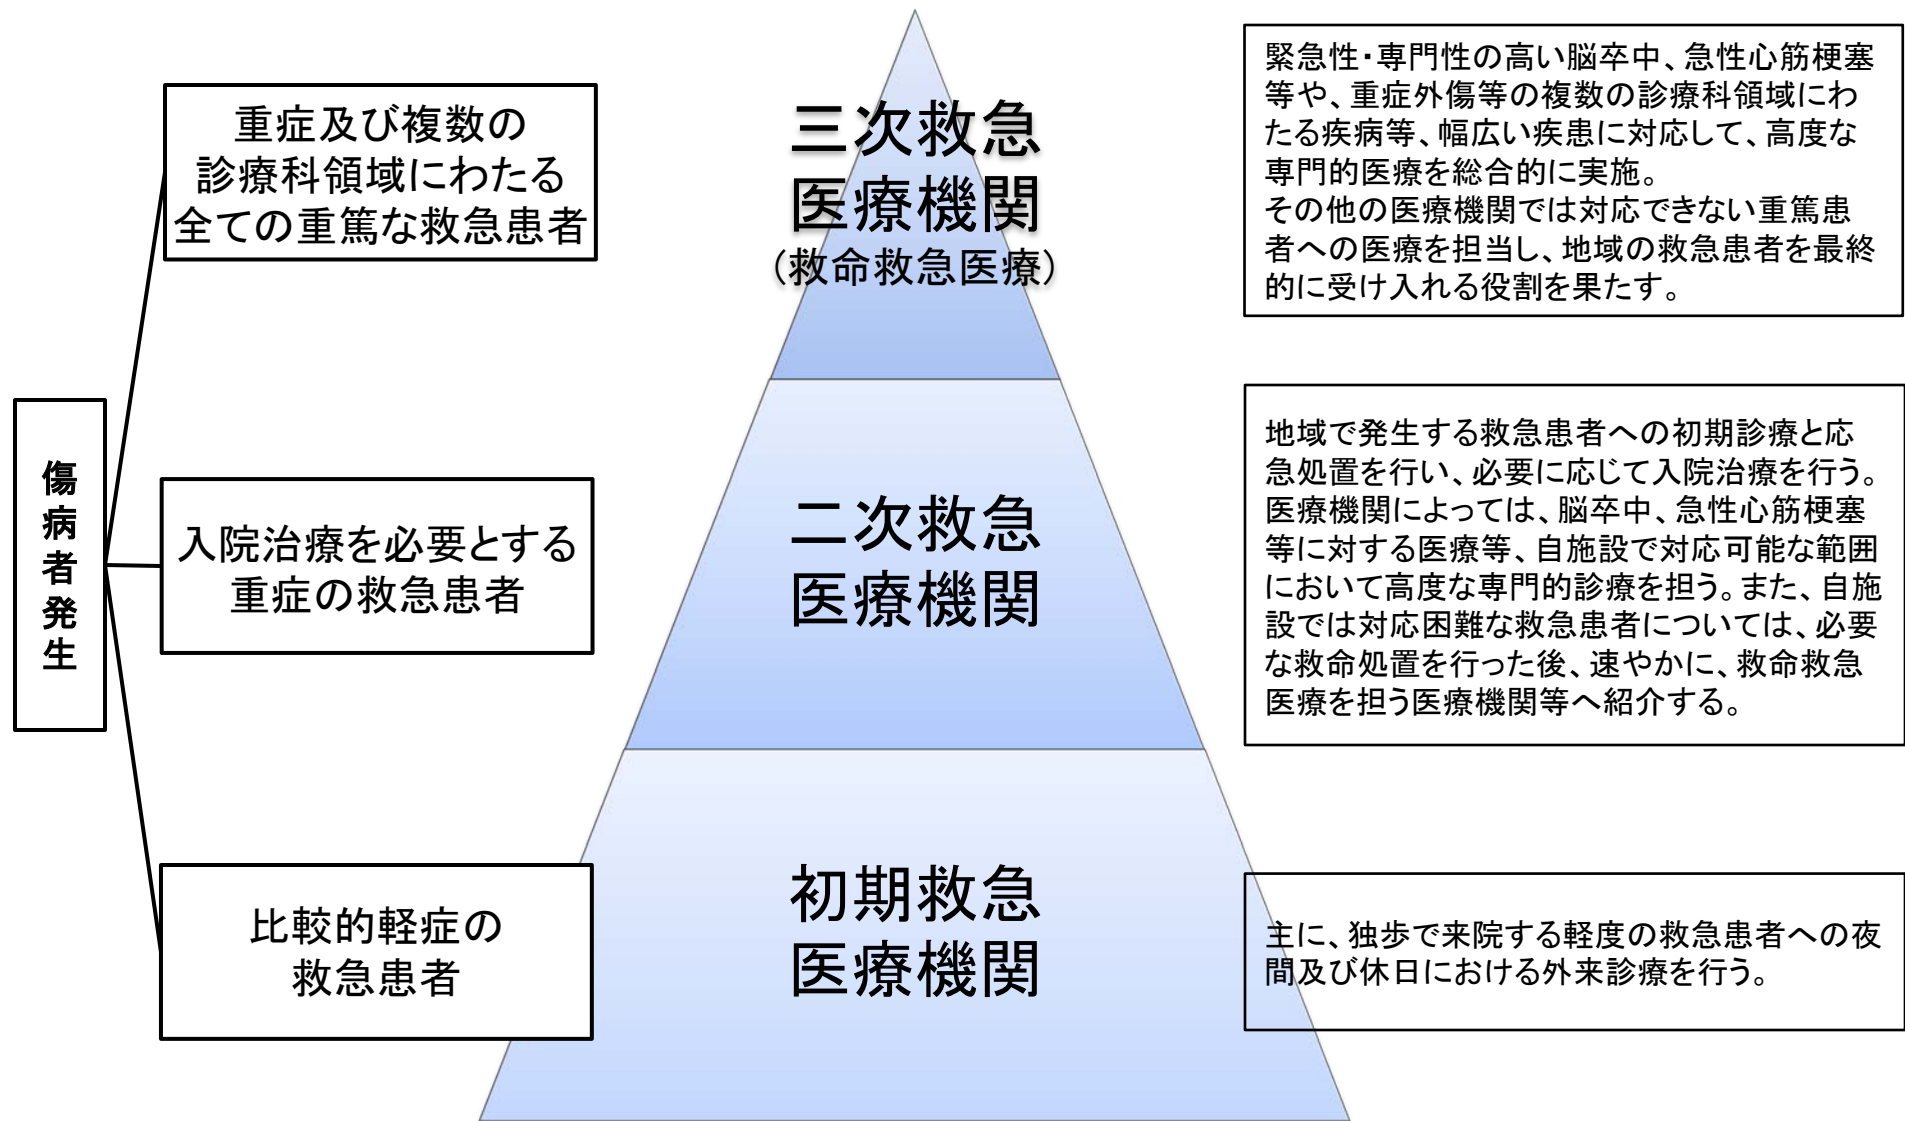 傷病者発生
重症及び複数の
診療科領域にわたる
全ての重篤な救急患者
三次救急
医療機関
(救命救急医療)
緊急性・専門性の高い脳卒中、急性心筋梗塞
等や、重症外傷等の複数の診療科領域にわ
たる疾病等、幅広い疾患に対応して、高度な
専門的医療を総合的に実施。
その他の医療機関では対応できない重篤患
者への医療を担当し、地域の救急患者を最終
的に受け入れる役割を果たす。
入院治療を必要とする
重症の救急患者
二次救急
医療機関
地域で発生する救急患者への初期診療と応
急処置を行い、必要に応じて入院治療を行う。
医療機関によっては、脳卒中、急性心筋梗塞
等に対する医療等、自施設で対応可能な範囲
において高度な専門的診療を担う。また、自施
設では対応困難な救急患者については、必要
な救命処置を行った後、速やかに、救命救急
医療を担う医療機関等へ紹介する。
比較的軽症の
救急患者
初期救急
医療機関
主に、独歩で来院する軽度の救急患者への夜
間及び休日における外来診療を行う。